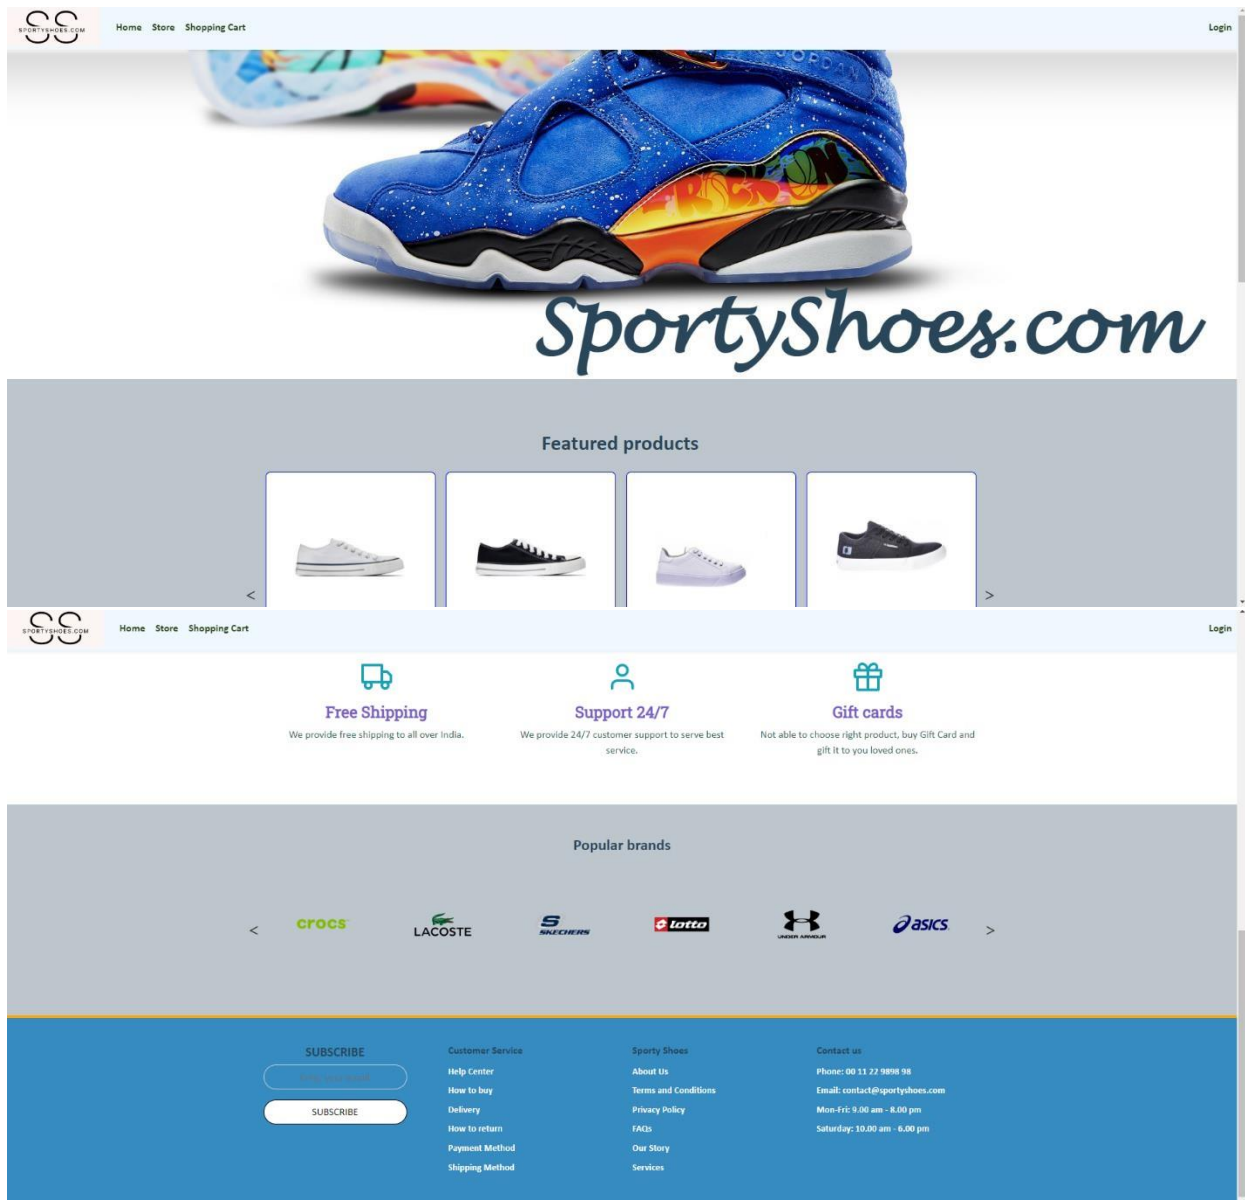 SS
SPORTYSHOES.COM
Home Store Shopping Cart
Login
JORDAN
SportyShoes.com
Featured products
<
>
SS
SPORTYSHOES.COM
Home Store Shopping Cart
Login
Free Shipping
We provide free shipping to all over India.
Support 24/7
We provide 24/7 customer support to serve best
service.
Gift cards
Not able to choose right product, buy Gift Card and
gift it to you loved ones.
Popular brands
<
crocs
LACOSTE
S
SKECHERS
lotto
UNDER ARMOUR
asics
>
SUBSCRIBE
SUBSCRIBE
Customer Service
Help Center
How to buy
Delivery
How to return
Payment Method
Shipping Method
Sporty Shoes
About Us
Terms and Conditions
Privacy Policy
FAQs
Our Story
Services
Contact us
Phone: 00 11 22 9898 98
Email: contact@sportyshoes.com
Mon-Fri: 9.00 am - 8.00 pm
Saturday: 10.00 am - 6.00 pm